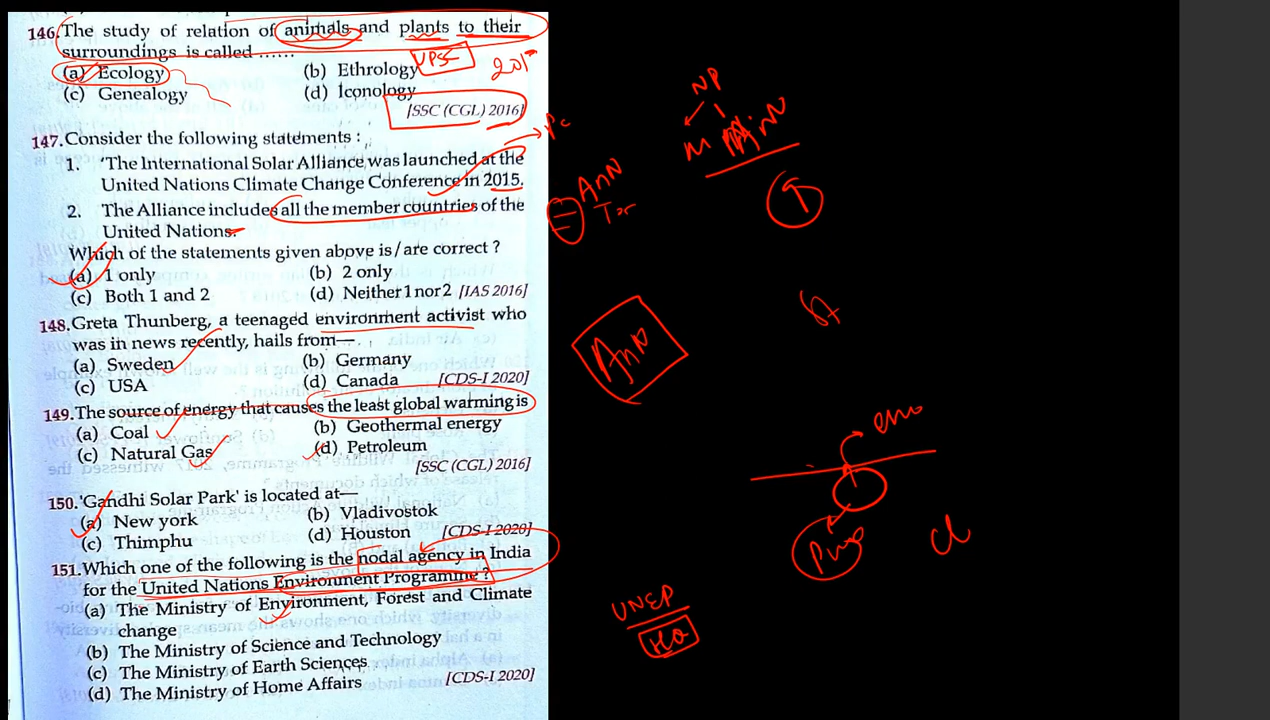 146. The study of relation of animals and plants to their
surroundings is called ......
(a) Ecology (b) Ethrology
(c) Genealogy (d) Iconology
[SSC (CGL) 2016]
UPSC
147. Consider the following statements :
1. 'The International Solar Alliance was launched at the
United Nations Climate Change Conference in 2015.
2. The Alliance includes all the member countries of the
United Nations.
Which of the statements given above is/are correct ?
(a) 1 only (b) 2 only
(c) Both 1 and 2 (d) Neither 1 nor 2 [IAS 2016]
148. Greta Thunberg, a teenaged environment activist who
was in news recently, hails from—
(a) Sweden (b) Germany
(c) USA (d) Canada [CDS-I 2020]
149. The source of energy that causes the least global warming is
(a) Coal (b) Geothermal energy
(c) Natural Gas (d) Petroleum
[SSC (CGL) 2016]
150. 'Gandhi Solar Park' is located at—
(a) New york (b) Vladivostok
(c) Thimphu (d) Houston [CDS-I 2020]
151. Which one of the following is the nodal agency in India
for the United Nations Environment Programme ?
(a) The Ministry of Environment, Forest and Climate
change
(b) The Ministry of Science and Technology
(c) The Ministry of Earth Sciences
(d) The Ministry of Home Affairs [CDS-I 2020]
NP
UNEP
HQ